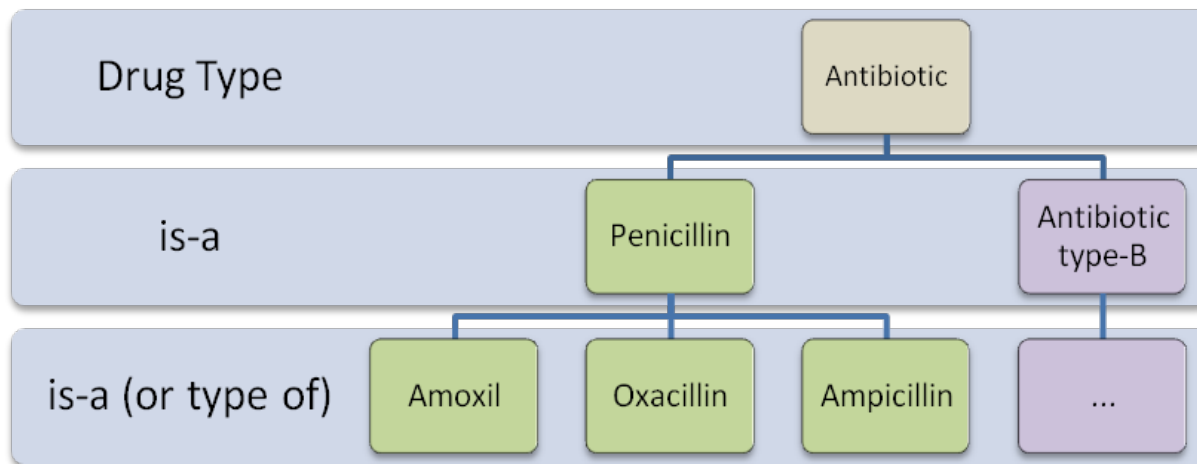 Drug Type
Antibiotic
is-a
Penicillin
Antibiotic
type-B
is-a (or type of)
Amoxil
Oxacillin
Ampicillin
...